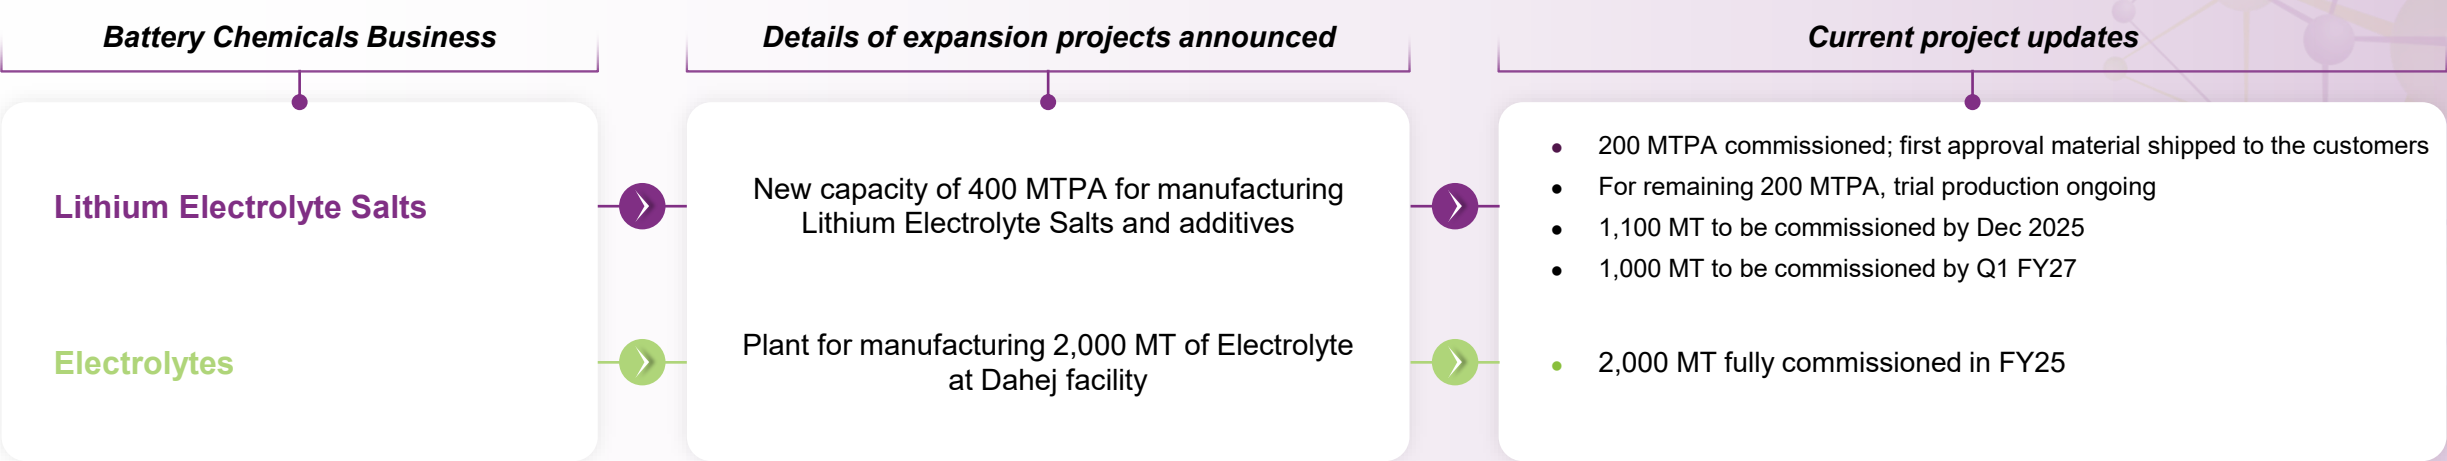 Battery Chemicals Business
Details of expansion projects announced
Current project updates
Lithium Electrolyte Salts
New capacity of 400 MTPA for manufacturing
Lithium Electrolyte Salts and additives
● 200 MTPA commissioned; first approval material shipped to the customers
● For remaining 200 MTPA, trial production ongoing
● 1,100 MT to be commissioned by Dec 2025
● 1,000 MT to be commissioned by Q1 FY27
Electrolytes
Plant for manufacturing 2,000 MT of Electrolyte
at Dahej facility
● 2,000 MT fully commissioned in FY25